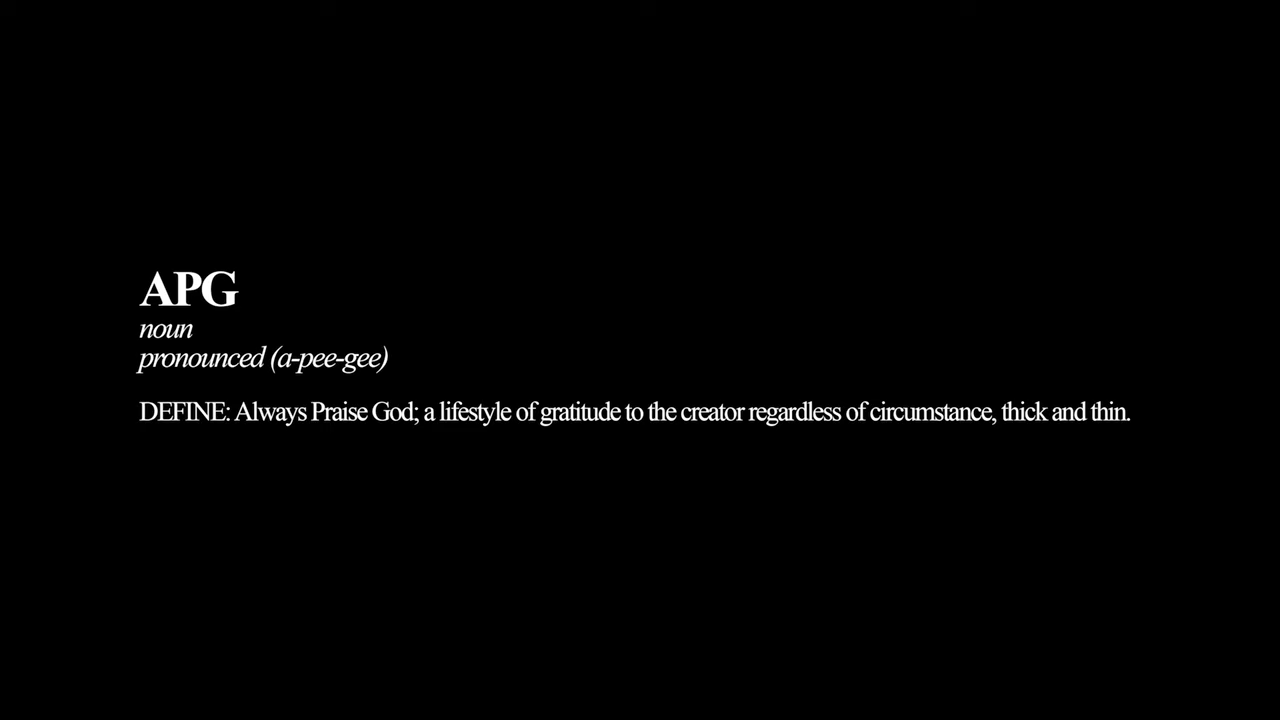 APG
noun
pronounced (a-pee-gee)
DEFINE: Always Praise God; a lifestyle of gratitude to the creator regardless of circumstance, thick and thin.